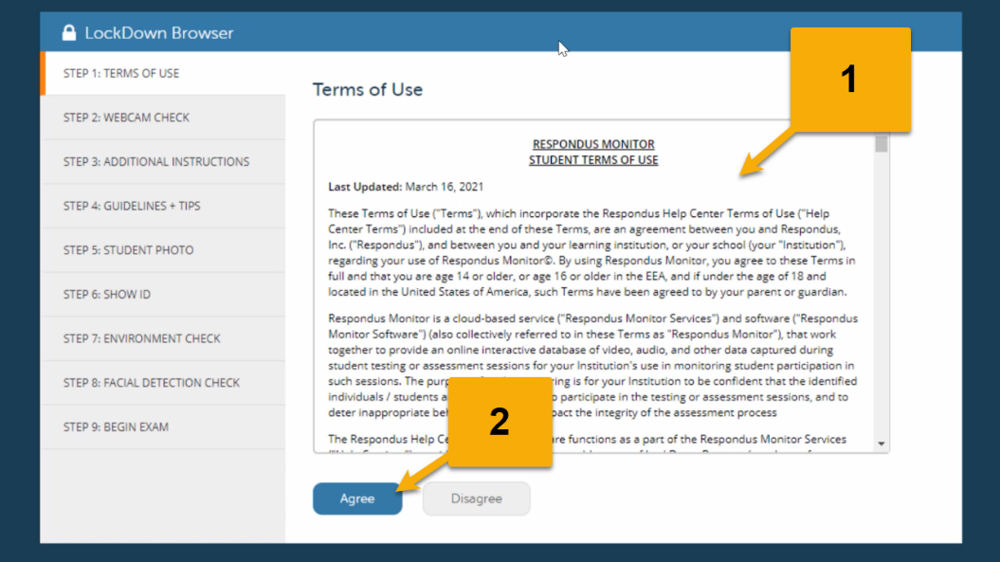 LockDown Browser
STEP 1: TERMS OF USE
STEP 2: WEBCAM CHECK
STEP 3: ADDITIONAL INSTRUCTIONS
STEP 4: GUIDELINES + TIPS
STEP 5: STUDENT PHOTO
STEP 6: SHOW ID
STEP 7: ENVIRONMENT CHECK
STEP 8: FACIAL DETECTION CHECK
STEP 9: BEGIN EXAM
Terms of Use
1
RESPONDUS MONITOR
STUDENT TERMS OF USE
Last Updated: March 16, 2021
These Terms of Use ("Terms"), which incorporate the Respondus Help Center Terms of Use ("Help
Center Terms") included at the end of these Terms, are an agreement between you and Respondus,
Inc. ("Respondus"), and between you and your learning institution, or your school (your "Institution"),
regarding your use of Respondus Monitor©. By using Respondus Monitor, you agree to these Terms in
full and that you are age 14 or older, or age 16 or older in the EEA, and if under the age of 18 and
located in the United States of America, such Terms have been agreed to by your parent or guardian.
Respondus Monitor is a cloud-based service ("Respondus Monitor Services") and software ("Respondus
Monitor Software") (also collectively referred to in these Terms as "Respondus Monitor"), that work
together to provide an online interactive database of video, audio, and other data captured during
student testing or assessment sessions for your Institution's use in monitoring student participation in
such sessions. The ring is for your Institution to be confident that the identified
individuals / students participate in the testing or assessment sessions, and to
deter inappropriate the integrity of the assessment process
The Respondus Help functions as a part of the Respondus Monitor Services
2
Agree
Disagree